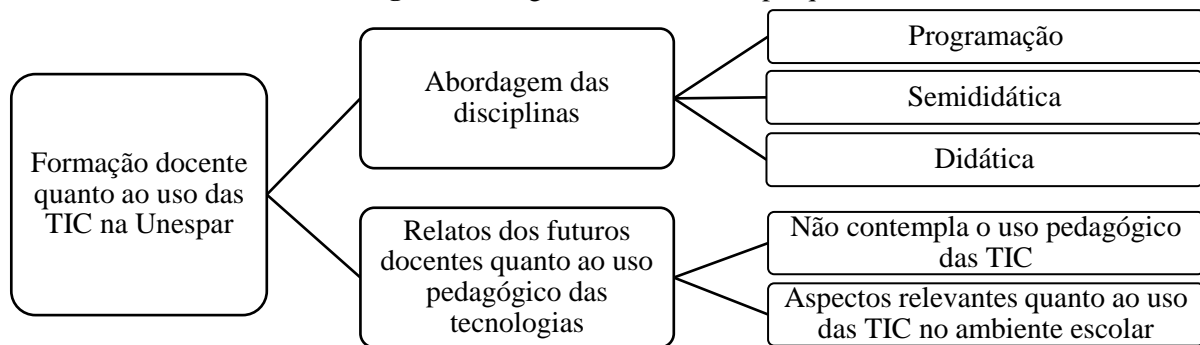 Formação docente
quanto ao uso das
TIC na Unespar
Abordagem das
disciplinas
Programação
Semididática
Didática
Relatos dos futuros
docentes quanto ao uso
pedagógico das
tecnologias
Não contempla o uso pedagógico
das TIC
Aspectos relevantes quanto ao uso
das TIC no ambiente escolar